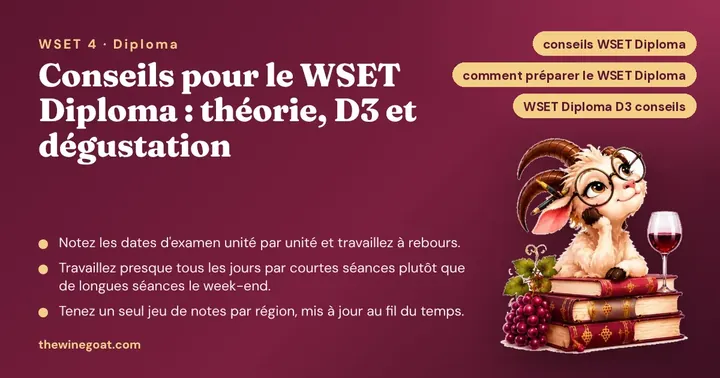 WSET 4 · Diploma
Conseils pour le WSET
Diploma : théorie, D3 et
dégustation
conseils WSET Diploma
comment préparer le WSET Diploma
WSET Diploma D3 conseils
Notez les dates d'examen unité par unité et travaillez à rebours.
Travaillez presque tous les jours par courtes séances plutôt que
de longues séances le week-end.
Tenez un seul jeu de notes par région, mis à jour au fil du temps.
thewinegoat.com